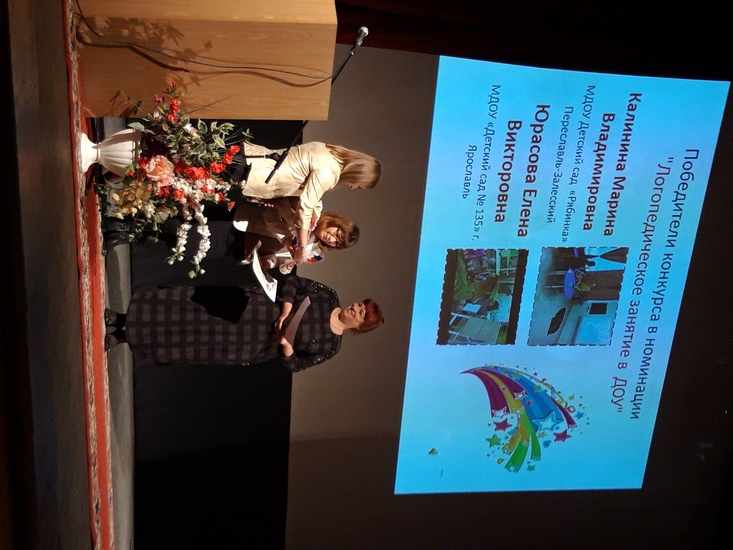 Победители конкурса в номинации
"Логопедическое занятие в ДОУ"
Калинина Марина
Владимировна
МДОУ Детский сад «Рябинка»
Переславль-Залесский
Юрасова Елена
Викторовна
МДОУ «Детский сад № 135» г.
Ярославль